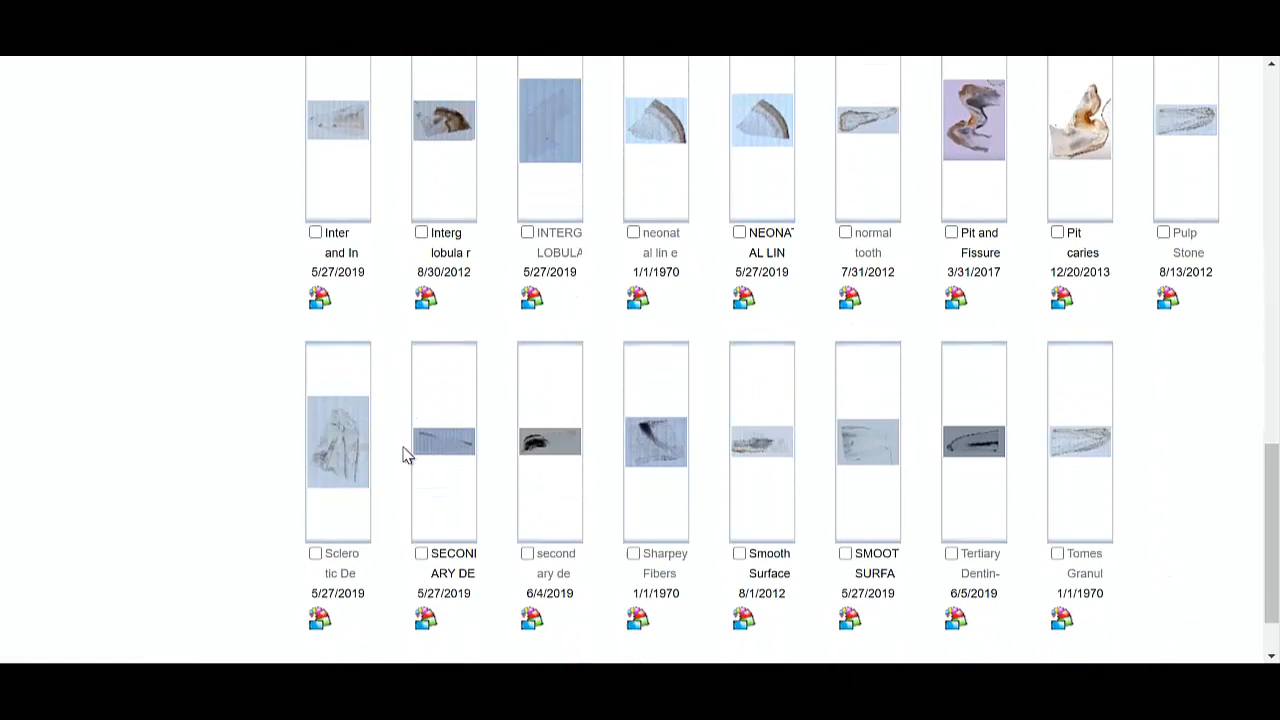 Inter
and In
5/27/2019
Interg
lobula r
8/30/2012
INTERG
LOBULA
5/27/2019
neonat
al lin e
1/1/1970
NEONAT
AL LIN
5/27/2019
normal
tooth
7/31/2012
Pit and
Fissure
3/31/2017
Pit
caries
12/20/2013
Pulp
Stone
8/13/2012
Sclero
tic De
5/27/2019
SECOND
ARY DE
5/27/2019
second
ary de
6/4/2019
Sharpey
Fibers
1/1/1970
Smooth
Surface
8/1/2012
SMOOT
SURFA
5/27/2019
Tertiary
Dentin-
6/5/2019
Tomes
Granul
1/1/1970